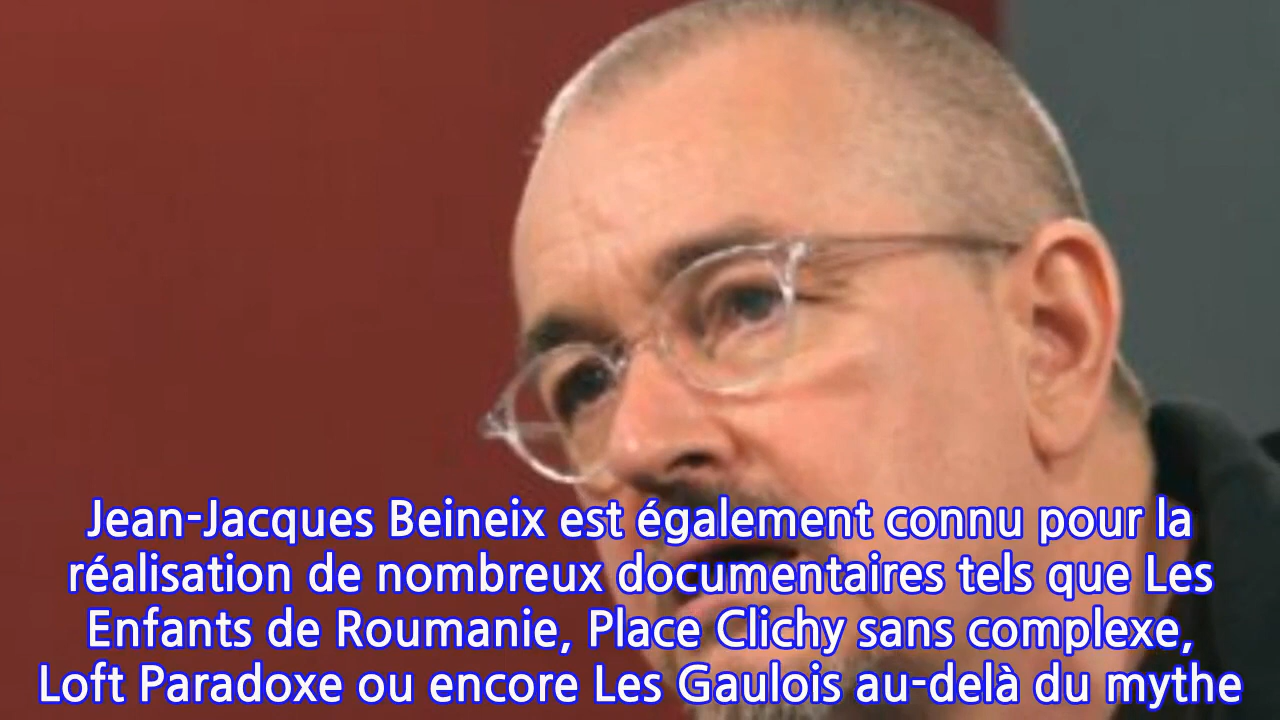 Jean-Jacques Beineix est également connu pour la
réalisation de nombreux documentaires tels que Les
Enfants de Roumanie, Place Clichy sans complexe,
Loft Paradoxe ou encore Les Gaulois au-delà du mythe